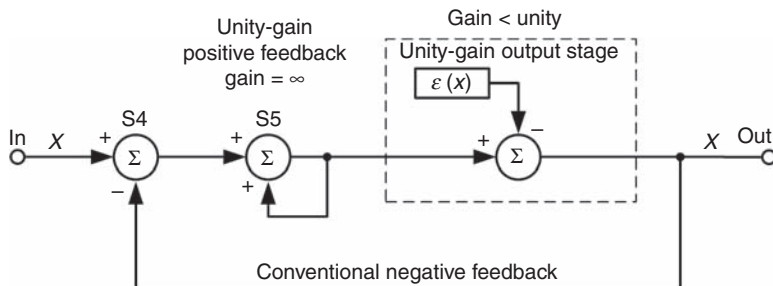 Unity-gain
positive feedback
gain = ∞
Gain < unity
Unity-gain output stage
ε (x)
In
X
+
S4
Σ
−
+
S5
Σ
+
+
−
Σ
X
Out
Conventional negative feedback